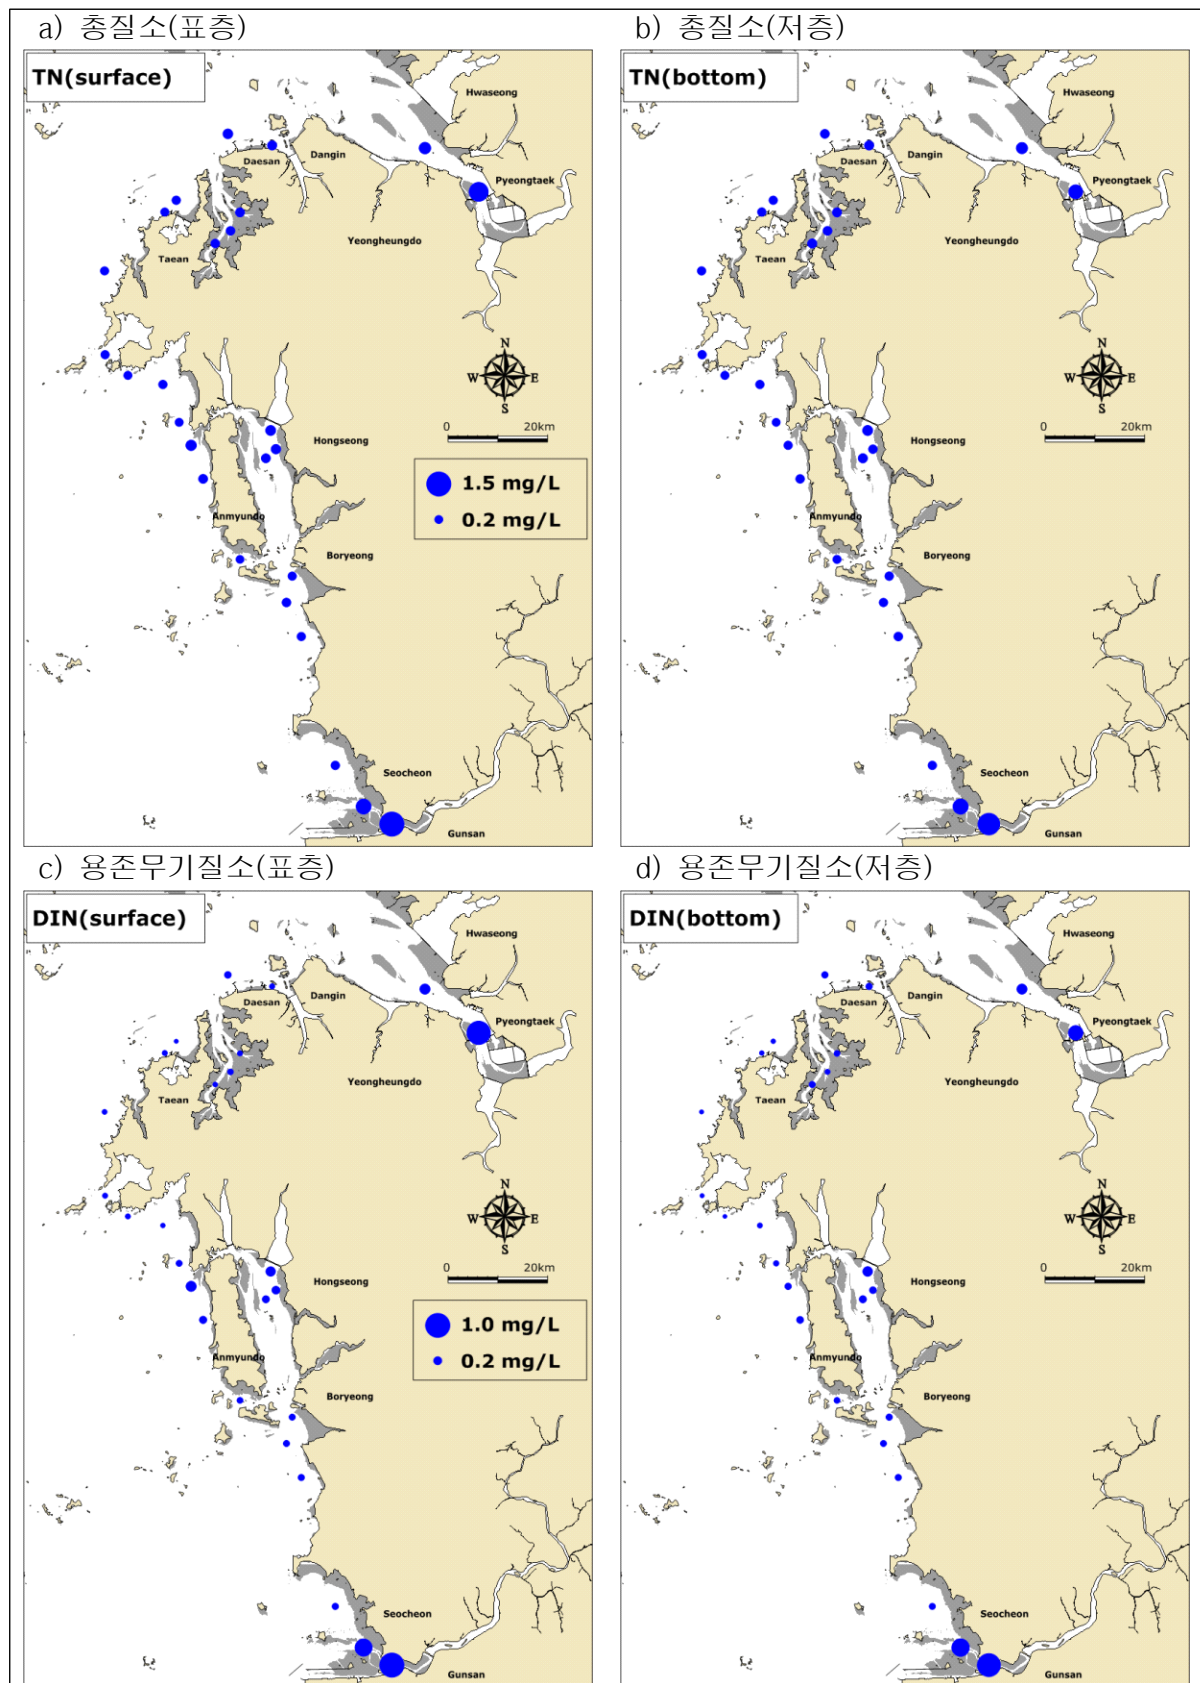 a) 총질소(표층)
TN(surface)
Hwaseong
Daesan
Dangin
Pyeongtaek
Yeongheungdo
Taean
N
W E
S
0 20km
Hongseong
1.5 mg/L
0.2 mg/L
Anmyundo
Boryeong
Seocheon
Gunsan
b) 총질소(저층)
TN(bottom)
Hwaseong
Daesan
Dangin
Pyeongtaek
Yeongheungdo
Taean
N
W E
S
0 20km
Hongseong
Anmyundo
Boryeong
Seocheon
Gunsan
c) 용존무기질소(표층)
DIN(surface)
Hwaseong
Daesan
Dangin
Pyeongtaek
Yeongheungdo
Taean
N
W E
S
0 20km
Hongseong
1.0 mg/L
0.2 mg/L
Anmyundo
Boryeong
Seocheon
Gunsan
d) 용존무기질소(저층)
DIN(bottom)
Hwaseong
Daesan
Dangin
Pyeongtaek
Yeongheungdo
Taean
N
W E
S
0 20km
Hongseong
Anmyundo
Boryeong
Seocheon
Gunsan